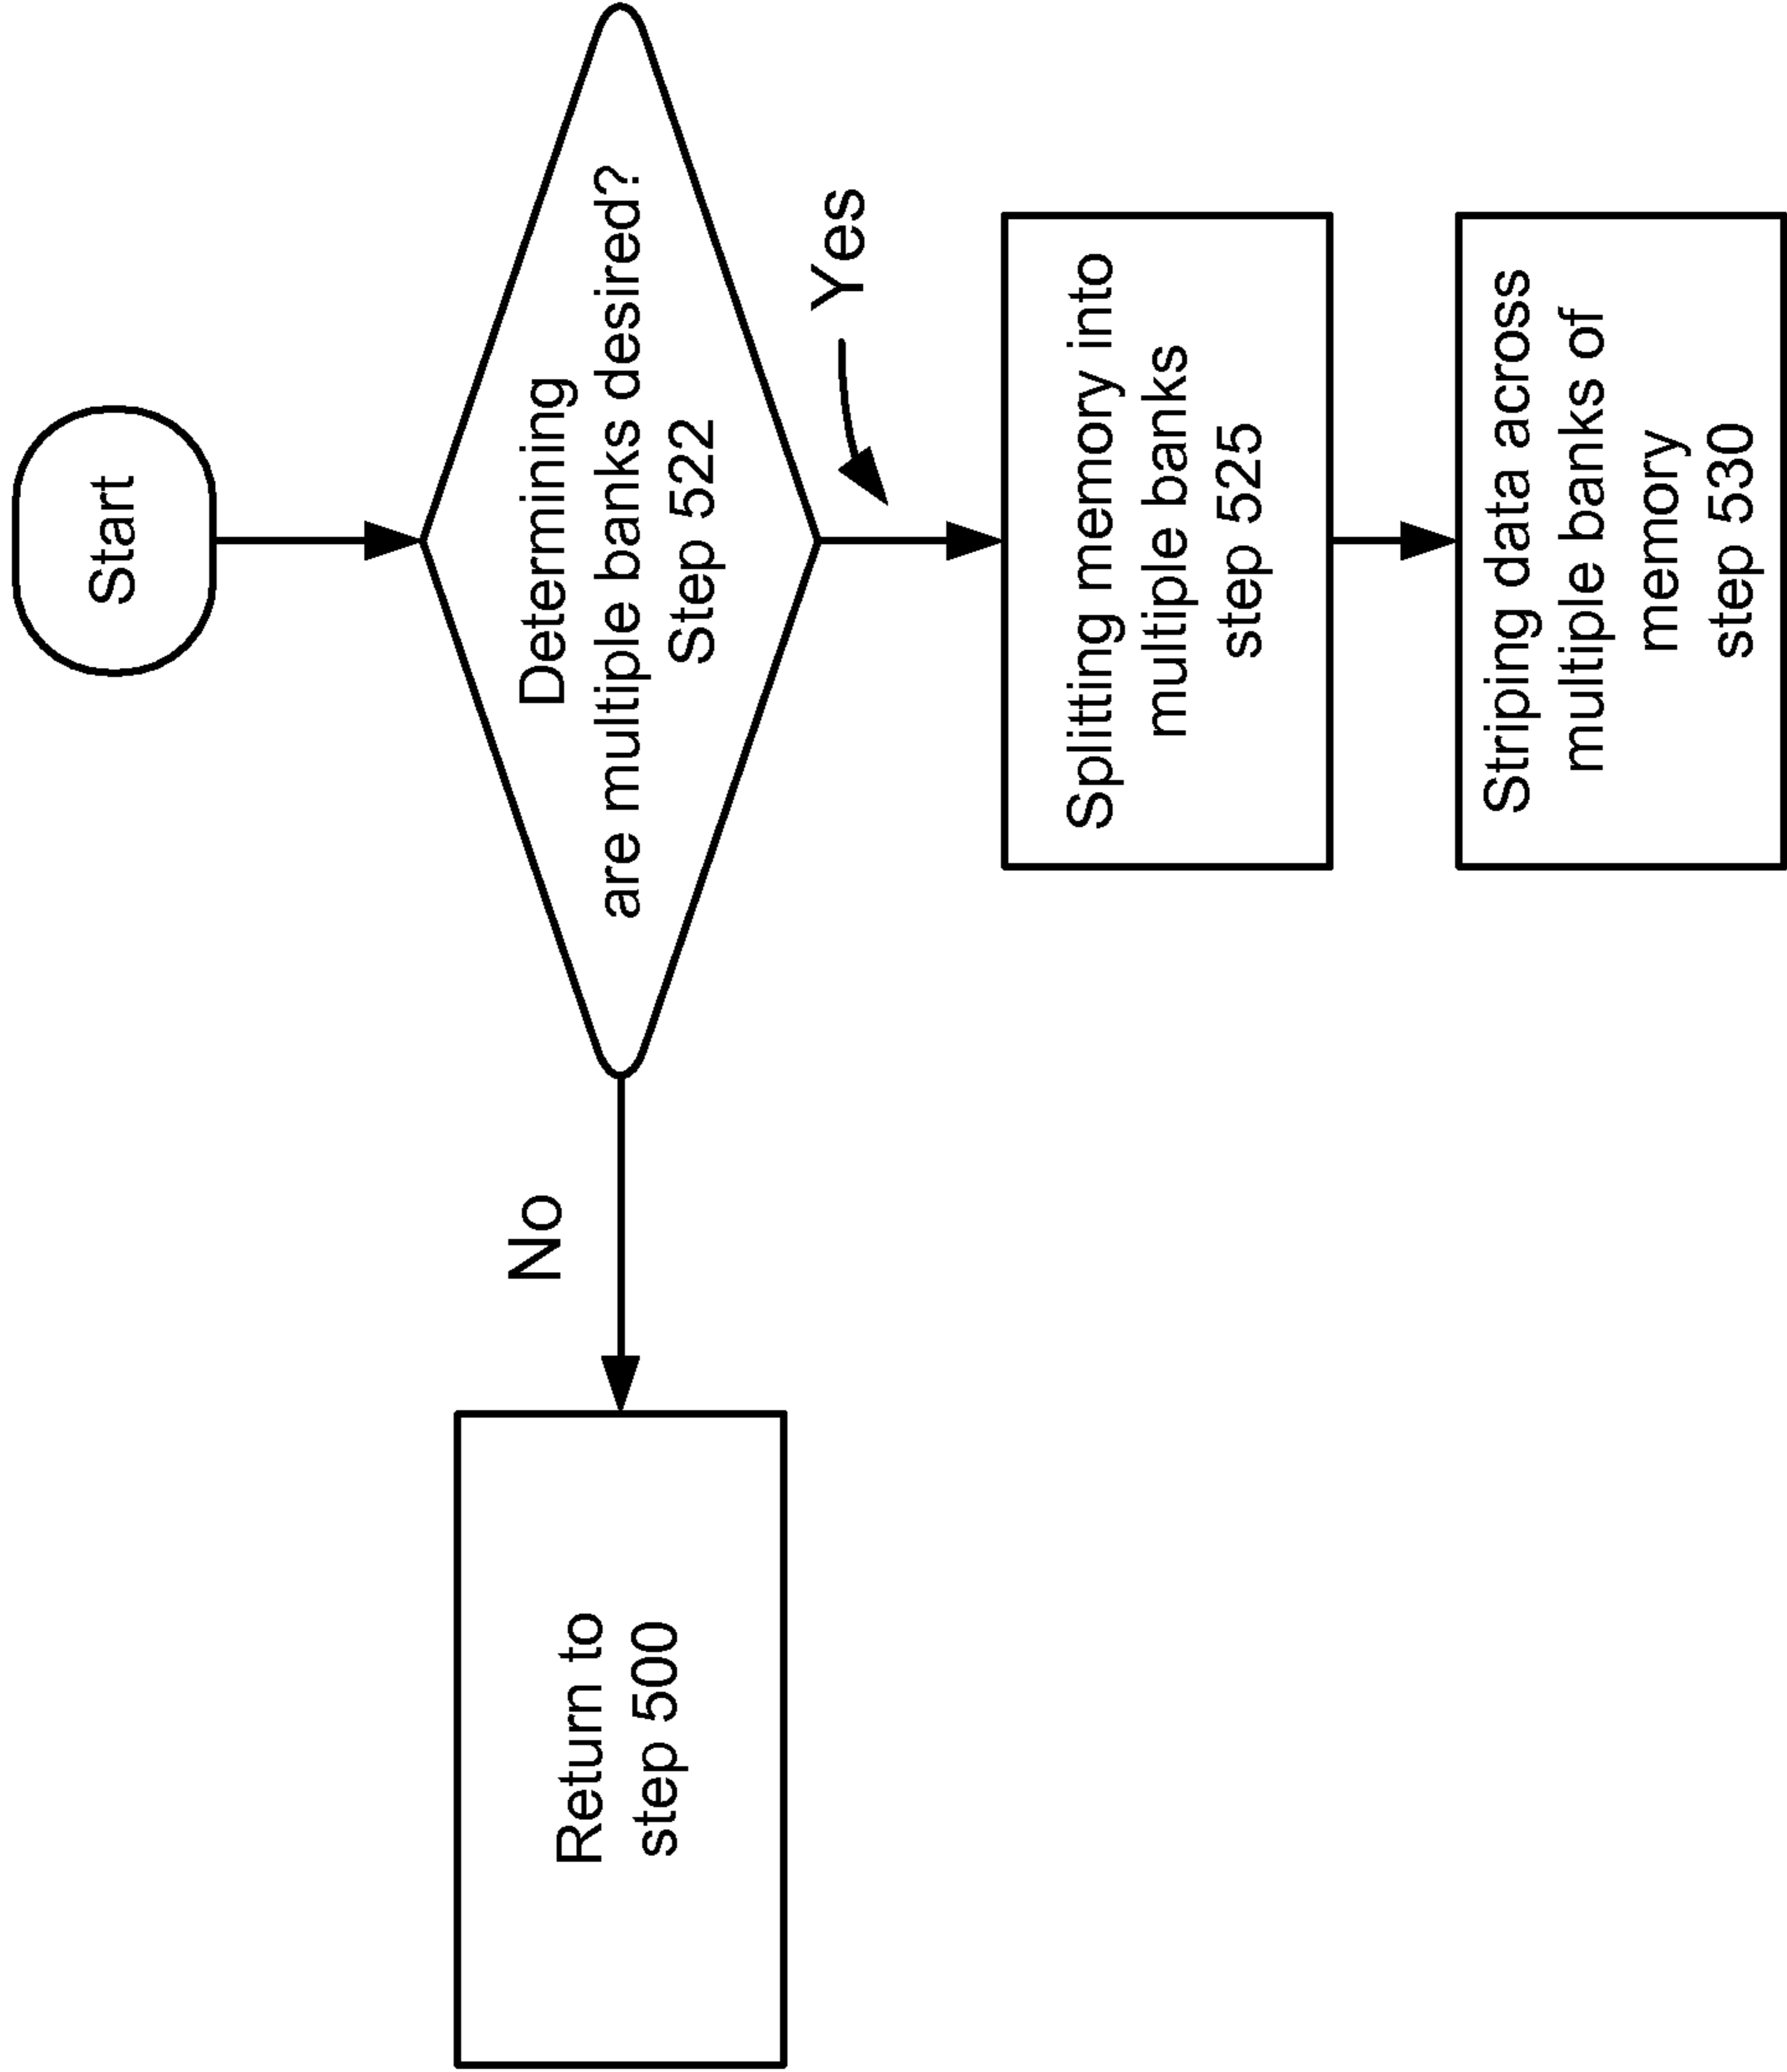 Start
Determining
are multiple banks desired?
Step 522
No
Yes
Return to
step 500
Splitting memory into
multiple banks
step 525
Striping data across
multiple banks of
memory
step 530